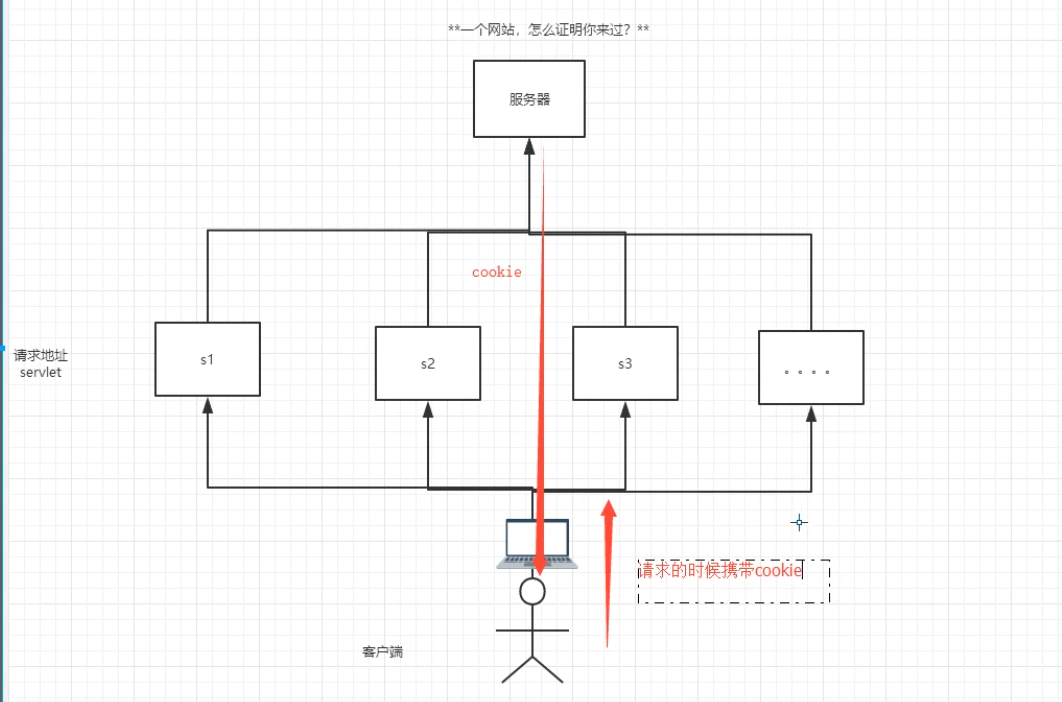 **一个网站，怎么证明你来过？**
服务器
cookie
请求地址
servlet
s1
s2
s3
。。。。
请求的时候携带cookie
客户端